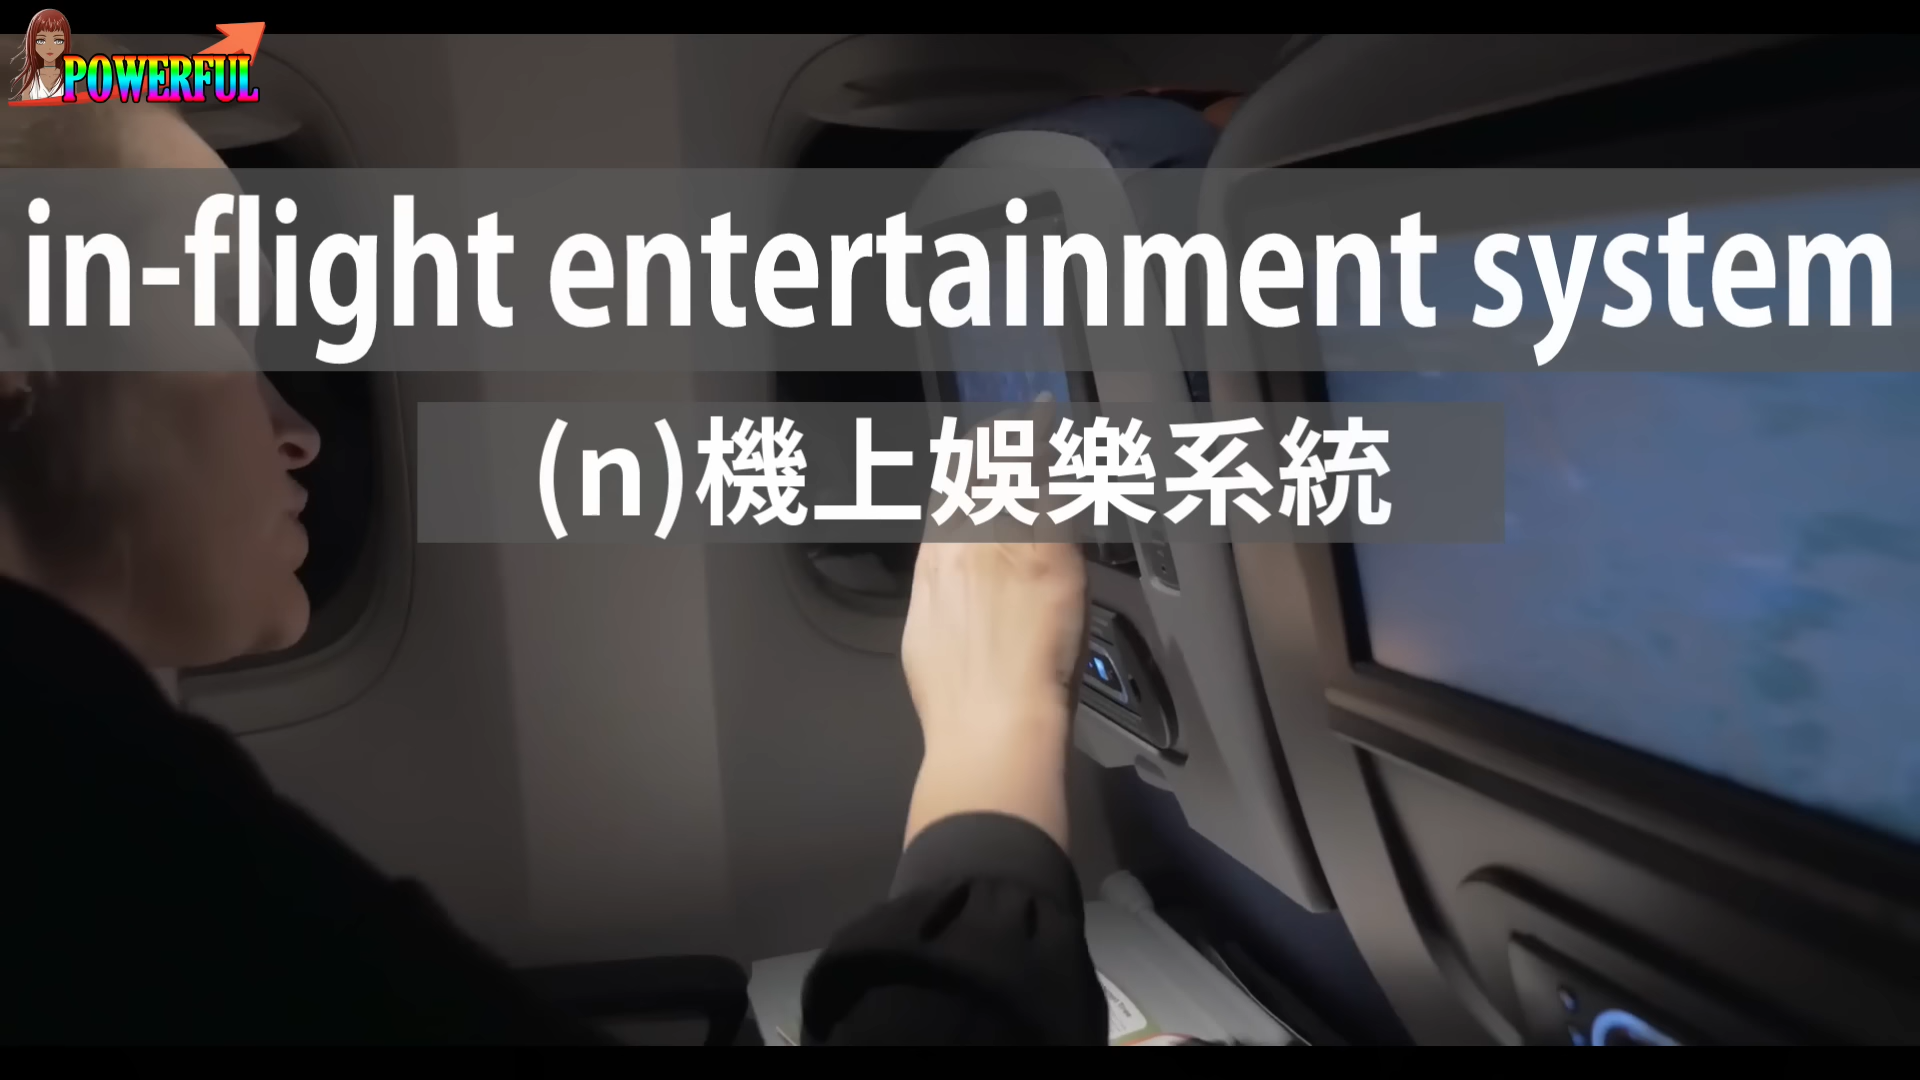 POWERFUL
in-flight entertainment system
(n)機上娛樂系統